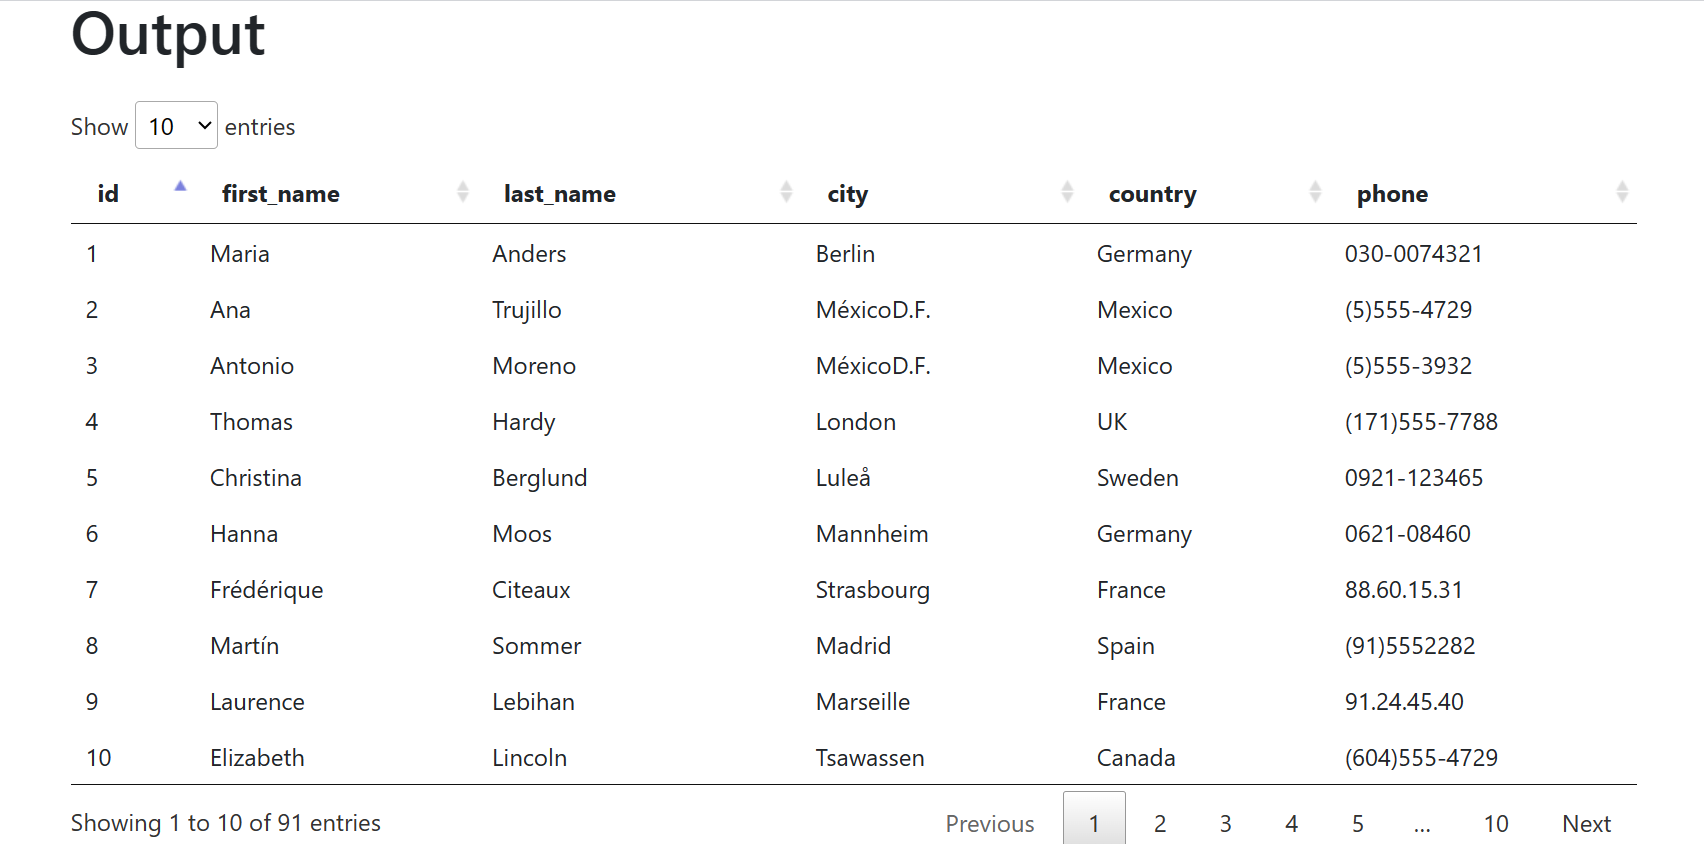 Output
Show 10 entries
id first_name last_name city country phone
1 Maria Anders Berlin Germany 030-0074321
2 Ana Trujillo MéxicoD.F. Mexico (5)555-4729
3 Antonio Moreno MéxicoD.F. Mexico (5)555-3932
4 Thomas Hardy London UK (171)555-7788
5 Christina Berglund Luleå Sweden 0921-123465
6 Hanna Moos Mannheim Germany 0621-08460
7 Frédérique Citeaux Strasbourg France 88.60.15.31
8 Martín Sommer Madrid Spain (91)5552282
9 Laurence Lebihan Marseille France 91.24.45.40
10 Elizabeth Lincoln Tsawassen Canada (604)555-4729
Showing 1 to 10 of 91 entries Previous 1 2 3 4 5 ... 10 Next